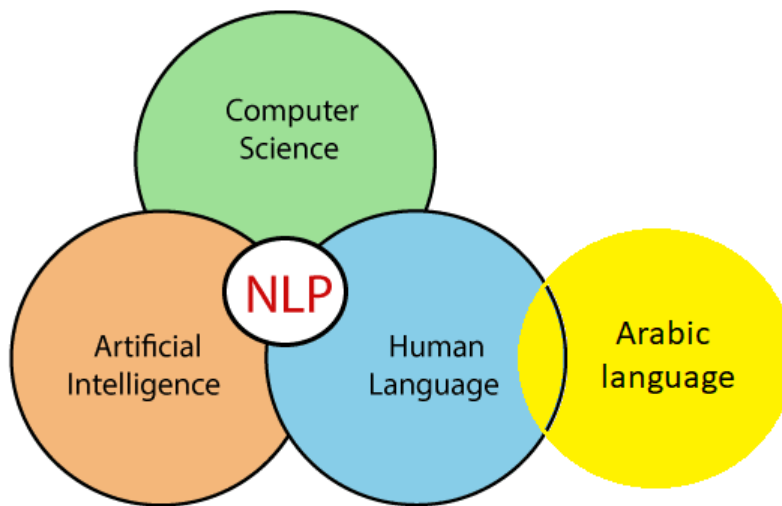 Computer
Science
NLP
Artificial
Intelligence
Human
Language
Arabic
language